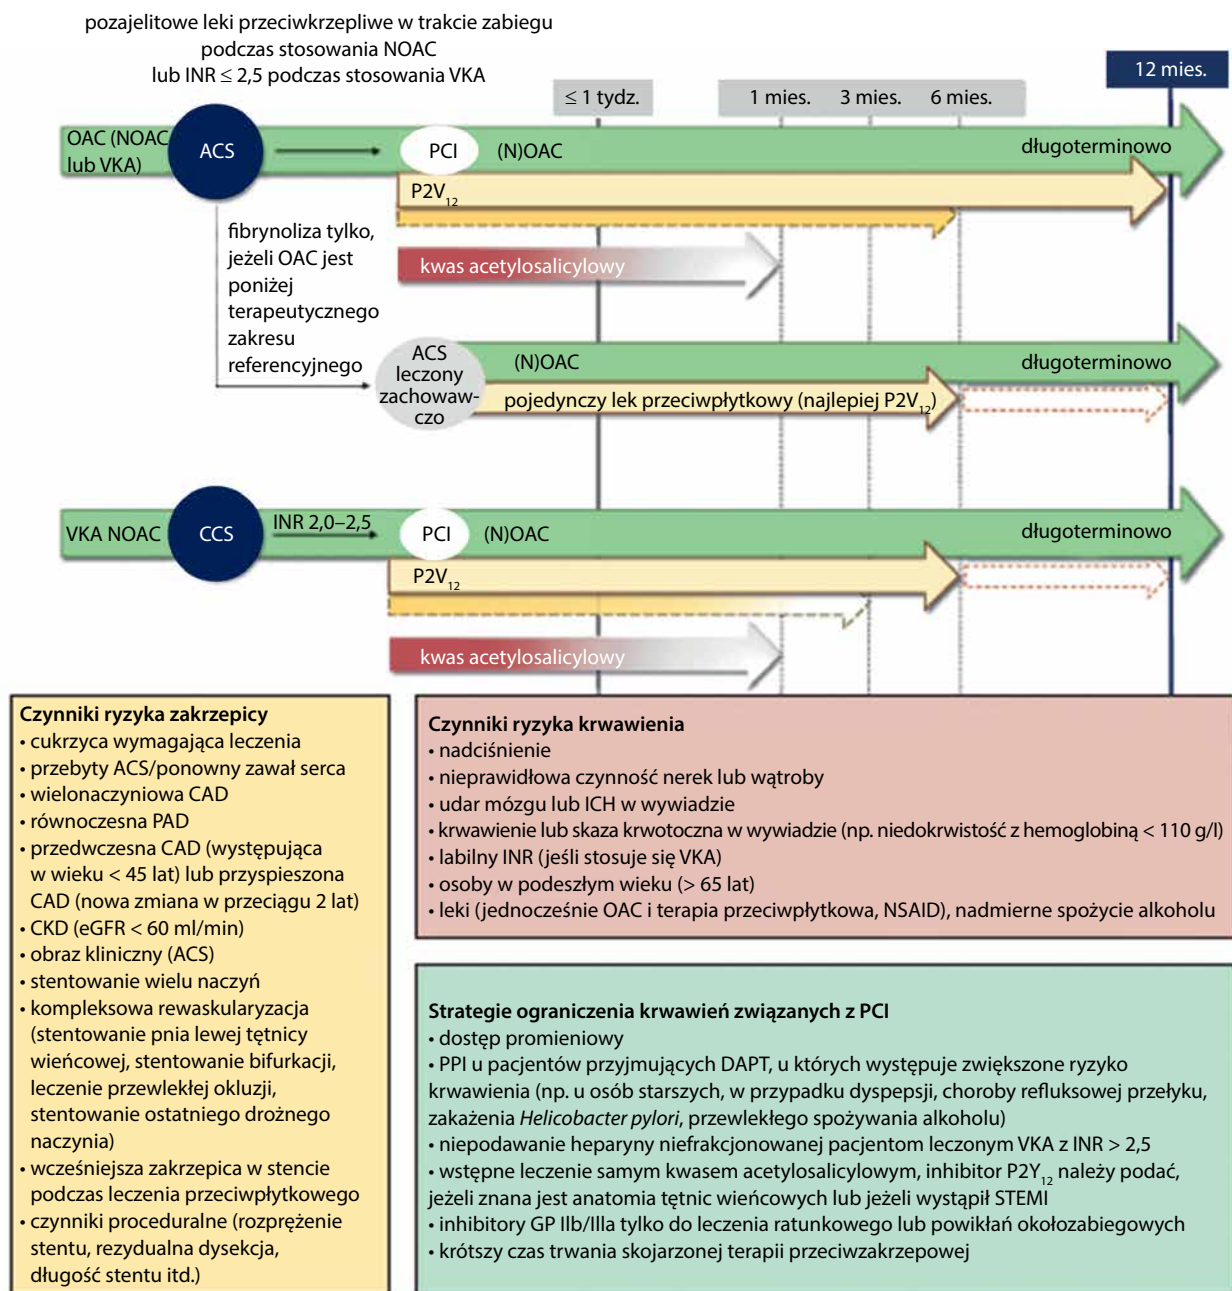 pozajelitowe leki przeciwkrzepliwe w trakcie zabiegu
podczas stosowania NOAC
lub INR ≤ 2,5 podczas stosowania VKA
12 mies.
≤ 1 tydz.
1 mies.
3 mies.
6 mies.
OAC (NOAC
lub VKA)
ACS
PCI
(N)OAC
długoterminowo
P2V₁₂
fibrynoliza tylko,
jeżeli OAC jest
poniżej
terapeutycznego
zakresu
referencyjnego
kwas acetylosalicylowy
ACS
leczony
zachowaw-
czo
(N)OAC
długoterminowo
pojedynczy lek przeciwpłytkowy (najlepiej P2V₁₂)
VKA NOAC
CCS
INR 2,0–2,5
PCI
(N)OAC
długoterminowo
P2V₁₂
kwas acetylosalicylowy
Czynniki ryzyka zakrzepicy
• cukrzyca wymagająca leczenia
• przebyty ACS/ponowny zawał serca
• wielonaczyniowa CAD
• równoczesna PAD
• przedwczesna CAD (występująca
w wieku < 45 lat) lub przyspieszona
CAD (nowa zmiana w przeciągu 2 lat)
• CKD (eGFR < 60 ml/min)
• obraz kliniczny (ACS)
• stentowanie wielu naczyń
• kompleksowa rewaskularyzacja
(stentowanie pnia lewej tętnicy
wieńcowej, stentowanie bifurkacji,
leczenie przewlekłej okluzji,
stentowanie ostatniego drożnego
naczynia)
• wcześniejsza zakrzepica w stencie
podczas leczenia przeciwpłytkowego
• czynniki proceduralne (rozprężenie
stentu, rezydualna dysekcja,
długość stentu itd.)
Czynniki ryzyka krwawienia
• nadciśnienie
• nieprawidłowa czynność nerek lub wątroby
• udar mózgu lub ICH w wywiadzie
• krwawienie lub skaza krwotoczna w wywiadzie (np. niedokrwistość z hemoglobiną < 110 g/l)
• labilny INR (jeśli stosuje się VKA)
• osoby w podeszłym wieku (> 65 lat)
• leki (jednocześnie OAC i terapia przeciwpłytkowa, NSAID), nadmierne spożycie alkoholu
Strategie ograniczenia krwawień związanych z PCI
• dostęp promieniowy
• PPI u pacjentów przyjmujących DAPT, u których występuje zwiększone ryzyko
krwawienia (np. u osób starszych, w przypadku dyspepsji, choroby refluksowej przełyku,
zakażenia Helicobacter pylori, przewlekłego spożywania alkoholu)
• niepodawanie heparyny niefrakcjonowanej pacjentom leczonym VKA z INR > 2,5
• wstępne leczenie samym kwasem acetylosalicylowym, inhibitor P2Y₁₂ należy podać,
jeżeli znana jest anatomia tętnic wieńcowych lub jeżeli wystąpił STEMI
• inhibitory GP IIb/IIIa tylko do leczenia ratunkowego lub powikłań okołozabiegowych
• krótszy czas trwania skojarzonej terapii przeciwzakrzepowej